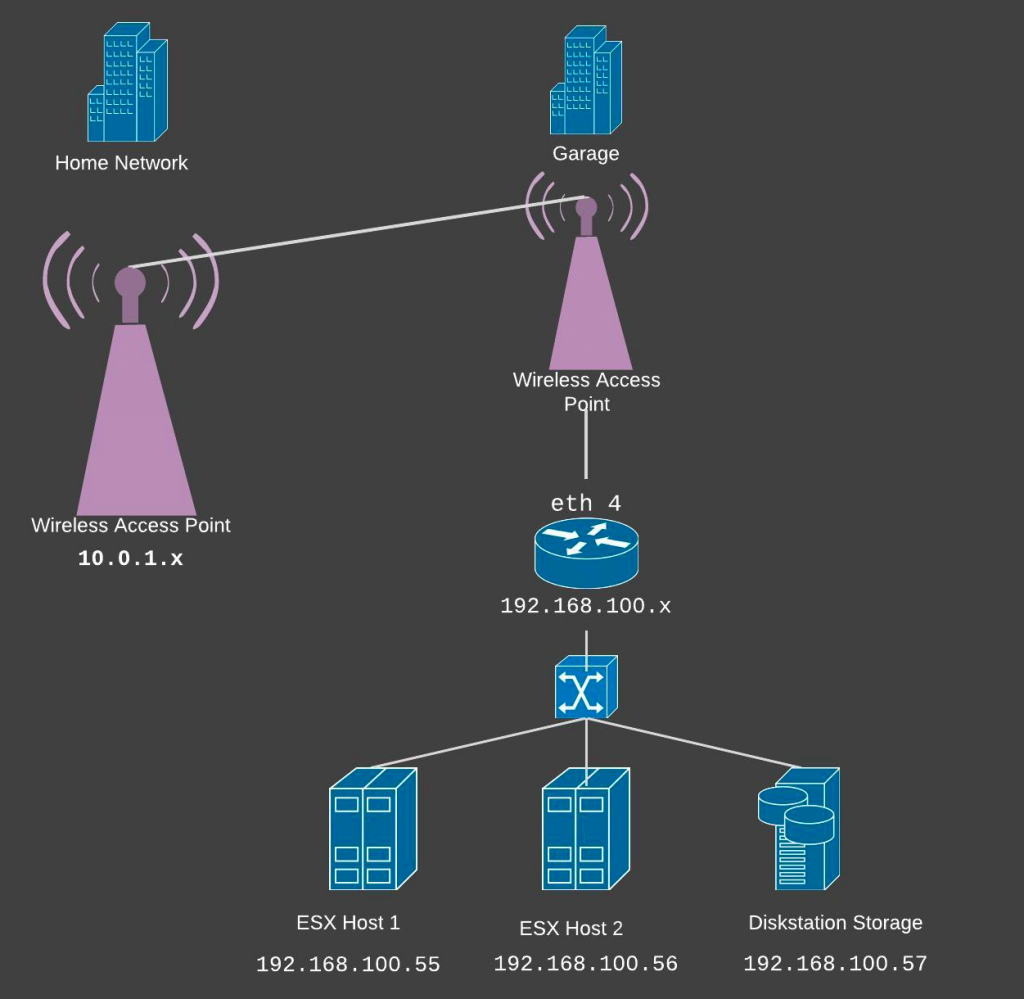 Home Network
Garage
Wireless Access
Point
Wireless Access Point
10.0.1.x
eth 4
192.168.100.x
ESX Host 1
ESX Host 2
Diskstation Storage
192.168.100.55
192.168.100.56
192.168.100.57